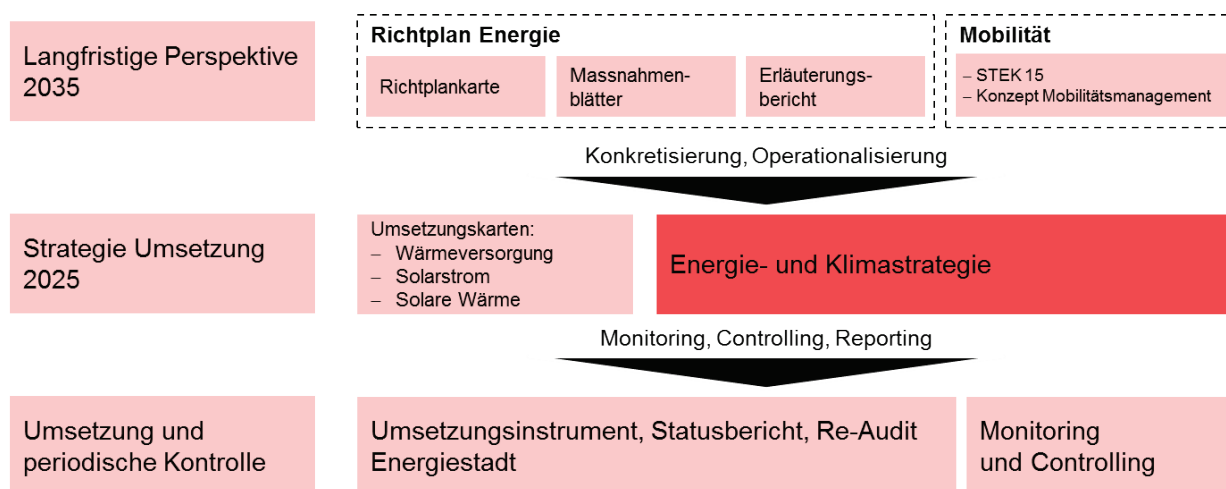 Langfristige Perspektive
2035
Richtplan Energie
Richtplankarte
Massnahmen-
blätter
Erläuterungs-
bericht
Mobilität
– STEK 15
– Konzept Mobilitätsmanagement
Konkretisierung, Operationalisierung
Strategie Umsetzung
2025
Umsetzungskarten:
– Wärmeversorgung
– Solarstrom
– Solare Wärme
Energie- und Klimastrategie
Monitoring, Controlling, Reporting
Umsetzung und
periodische Kontrolle
Umsetzungsinstrument, Statusbericht, Re-Audit
Energiestadt
Monitoring
und Controlling